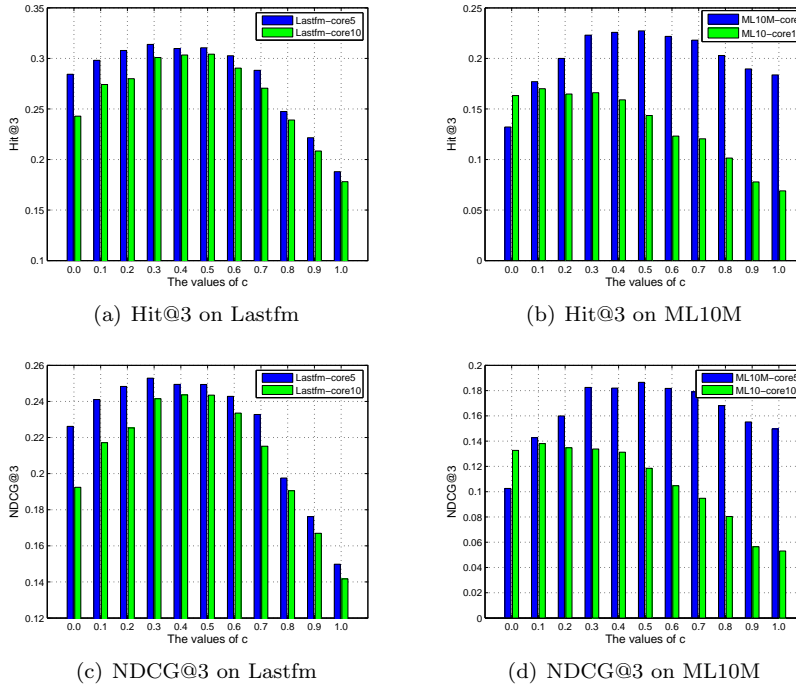 0.35
0.3
0.25
0.2
0.15
0.1
Hit@3
Lastfm-core5
Lastfm-core10
0.0 0.1 0.2 0.3 0.4 0.5 0.6 0.7 0.8 0.9 1.0
The values of c
(a) Hit@3 on Lastfm
0.25
0.2
0.15
0.1
0.05
0
Hit@3
ML10M-core
ML10-core1
0.0 0.1 0.2 0.3 0.4 0.5 0.6 0.7 0.8 0.9 1.0
The values of c
(b) Hit@3 on ML10M
0.26
0.24
0.22
0.2
0.18
0.16
0.14
0.12
NDCG@3
Lastfm-core5
Lastfm-core10
0.0 0.1 0.2 0.3 0.4 0.5 0.6 0.7 0.8 0.9 1.0
The values of c
(c) NDCG@3 on Lastfm
0.2
0.18
0.16
0.14
0.12
0.1
0.08
0.06
0.04
0.02
0
NDCG@3
ML10M-core5
ML10-core10
0.0 0.1 0.2 0.3 0.4 0.5 0.6 0.7 0.8 0.9 1.0
The values of c
(d) NDCG@3 on ML10M